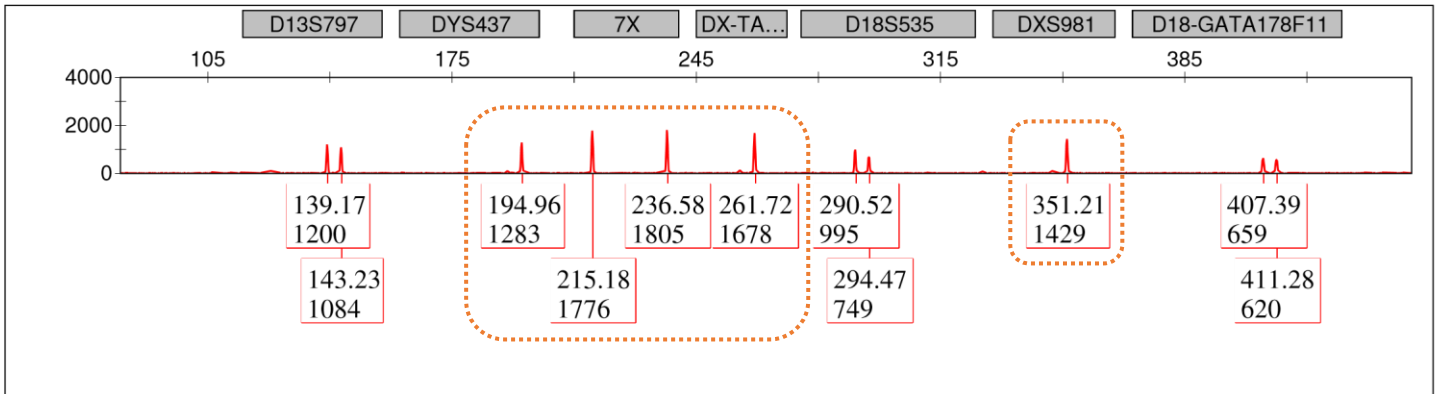 D13S797 DYS437 7X DX-TA... D18S535 DXS981 D18-GATA178F11
105 175 245 315 385
4000
2000
0
139.17 194.96 236.58 261.72 290.52 351.21 407.39
1200 1283 1805 1678 995 1429 659
143.23 215.18 294.47 411.28
1084 1776 749 620